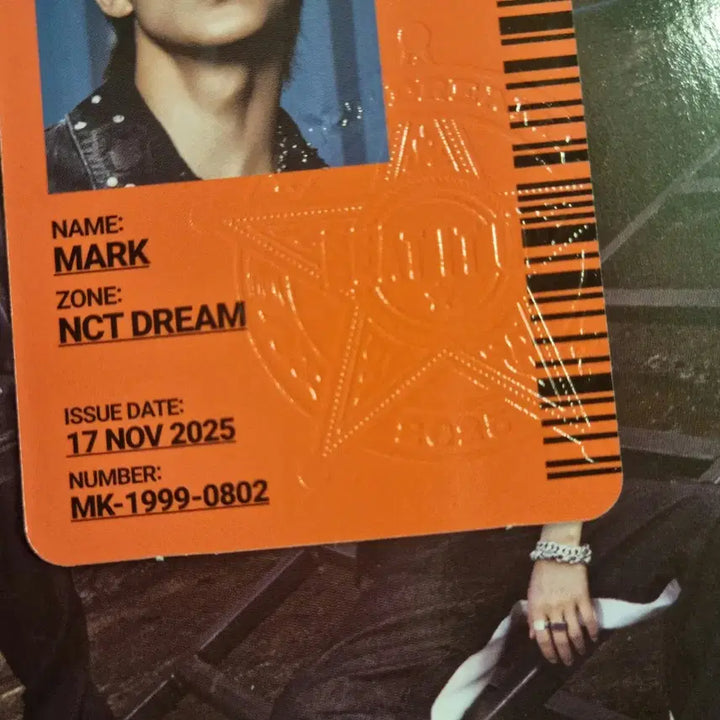 NAME:
MARK
ZONE:
NCT DREAM
ISSUE DATE:
17 NOV 2025
NUMBER:
MK-1999-0802